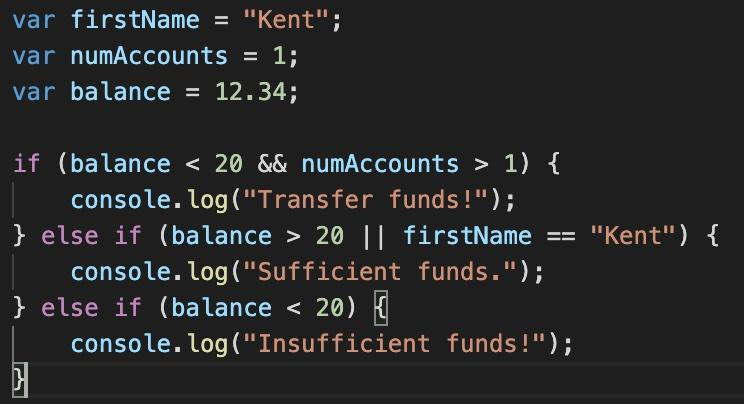 var firstName = "Kent";
var numAccounts = 1;
var balance = 12.34;
if (balance < 20 && numAccounts > 1) {
console.log("Transfer funds!");
} else if (balance > 20 || firstName == "Kent") {
console.log("Sufficient funds.");
} else if (balance < 20) {
console.log("Insufficient funds!");
}